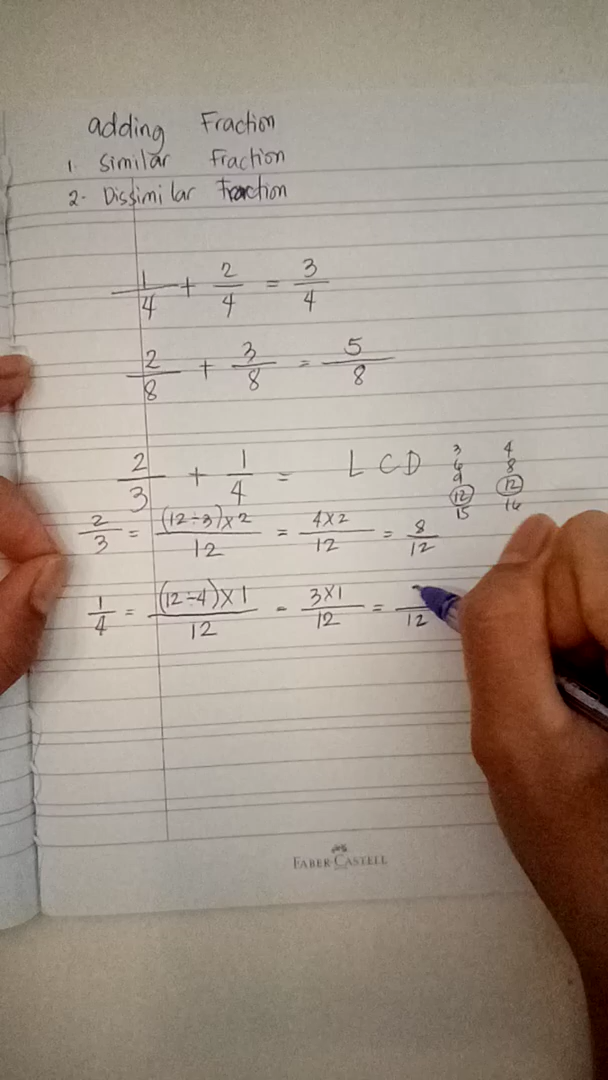 adding Fraction
1. Similar Fraction
2. Dissimilar Fraction
1/4 + 2/4 = 3/4
2/8 + 3/8 = 5/8
2/3 + 1/4 = LCD
3 4
6 8
9 (12)
(12) 16
15
2/3 = (12÷3)x2/12 = 4x2/12 = 8/12
1/4 = (12÷4)x1/12 - 3x1/12 = /12
FABER-CASTELL